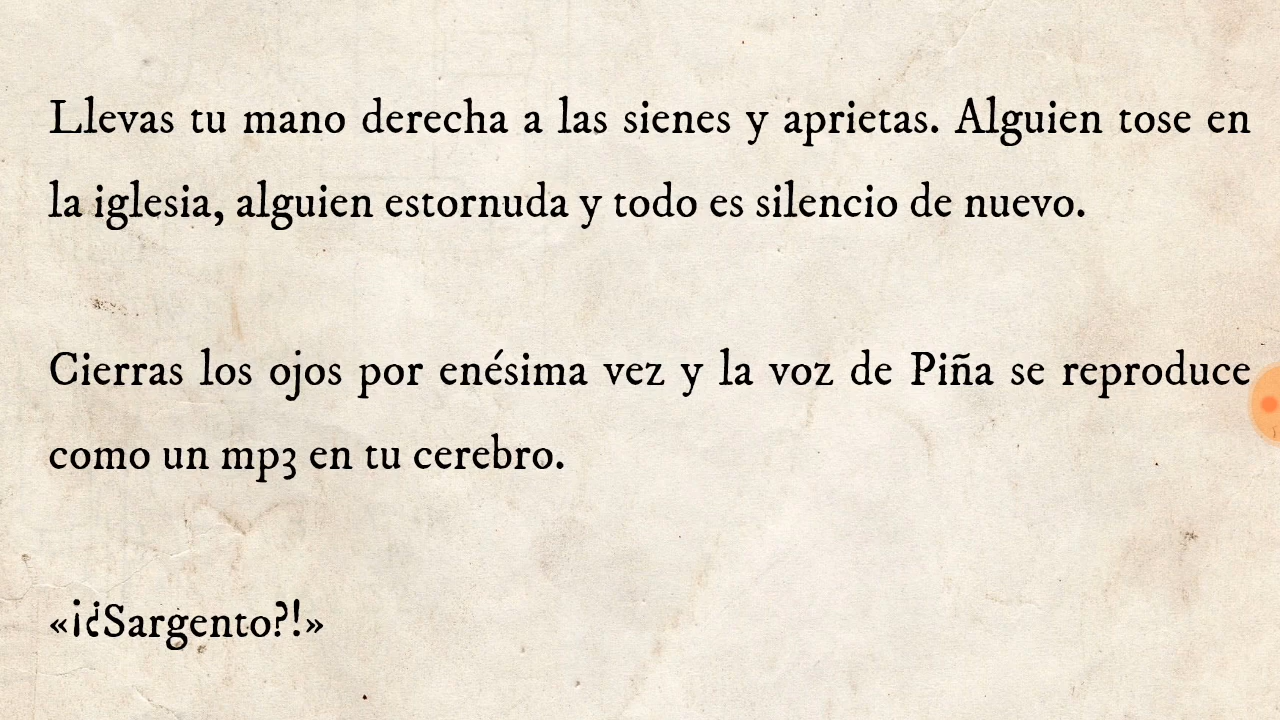 Llevas tu mano derecha a las sienes y aprietas. Alguien tose en
la iglesia, alguien estornuda y todo es silencio de nuevo.
Cierras los ojos por enésima vez y la voz de Piña se reproduce
como un mp3 en tu cerebro.
«¡¿Sargento?!»